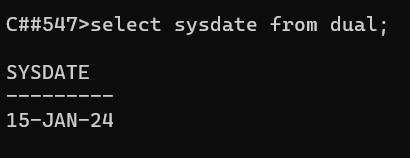 C##547>select sysdate from dual;
SYSDATE
---------
15-JAN-24